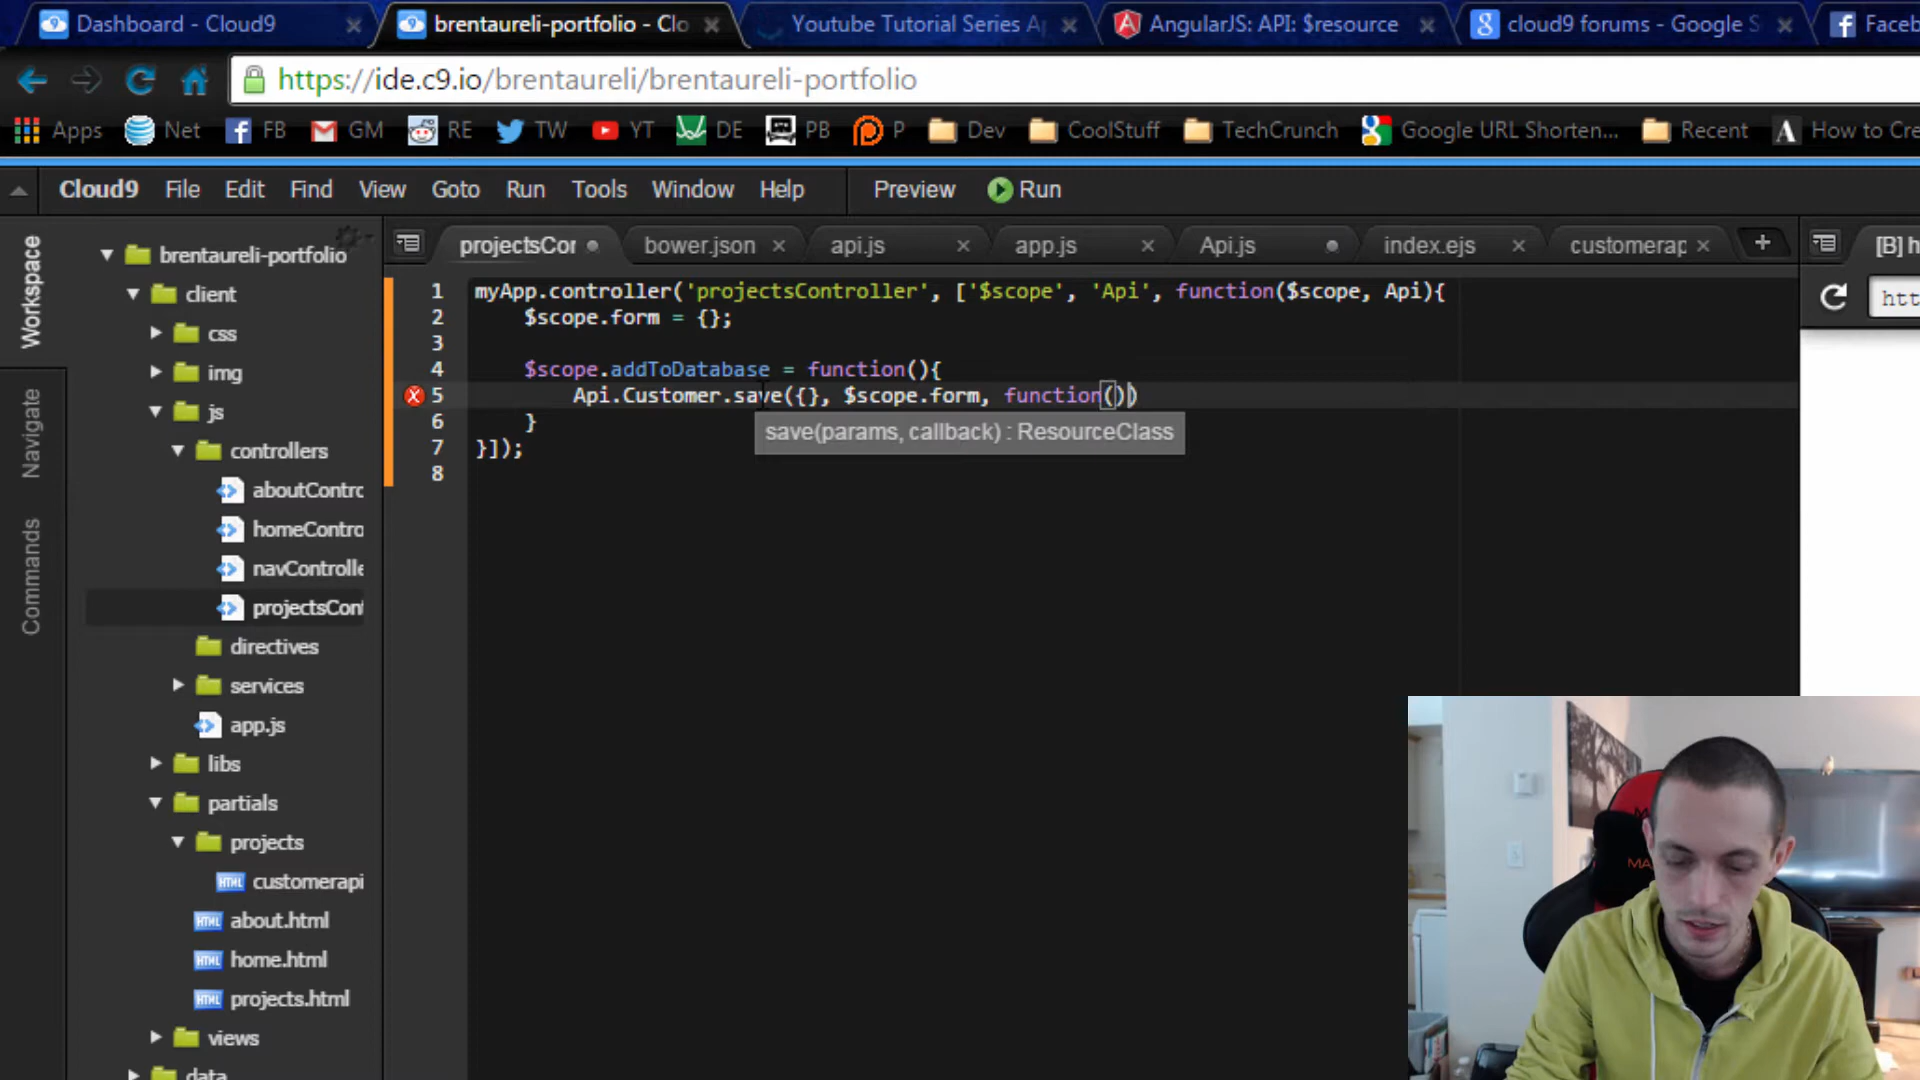 Dashboard - Cloud9
brentaureli-portfolio - Clo
Youtube Tutorial Series A
AngularJS: API: $resource
cloud9 forums - Google S
Faceb
https://ide.c9.io/brentaureli/brentaureli-portfolio
Apps Net FB GM RE TW YT DE PB P Dev CoolStuff TechCrunch Google URL Shorten... Recent How to Cre
Cloud9 File Edit Find View Goto Run Tools Window Help Preview Run
Workspace
Navigate
Commands
brentaureli-portfolio
client
css
img
js
controllers
aboutContro
homeContro
navControlle
projectsCont
directives
services
app.js
libs
partials
projects
customerapi
about.html
home.html
projects.html
views
data
projectsCor bower.json api.js app.js Api.js index.ejs customerap [B] h
htt
1 myApp.controller('projectsController', ['$scope', 'Api', function($scope, Api){
2 $scope.form = {};
3
4 $scope.addToDatabase = function(){
5 Api.Customer.save({}, $scope.form, function())
6 }
save(params, callback) : ResourceClass
7 }]);
8